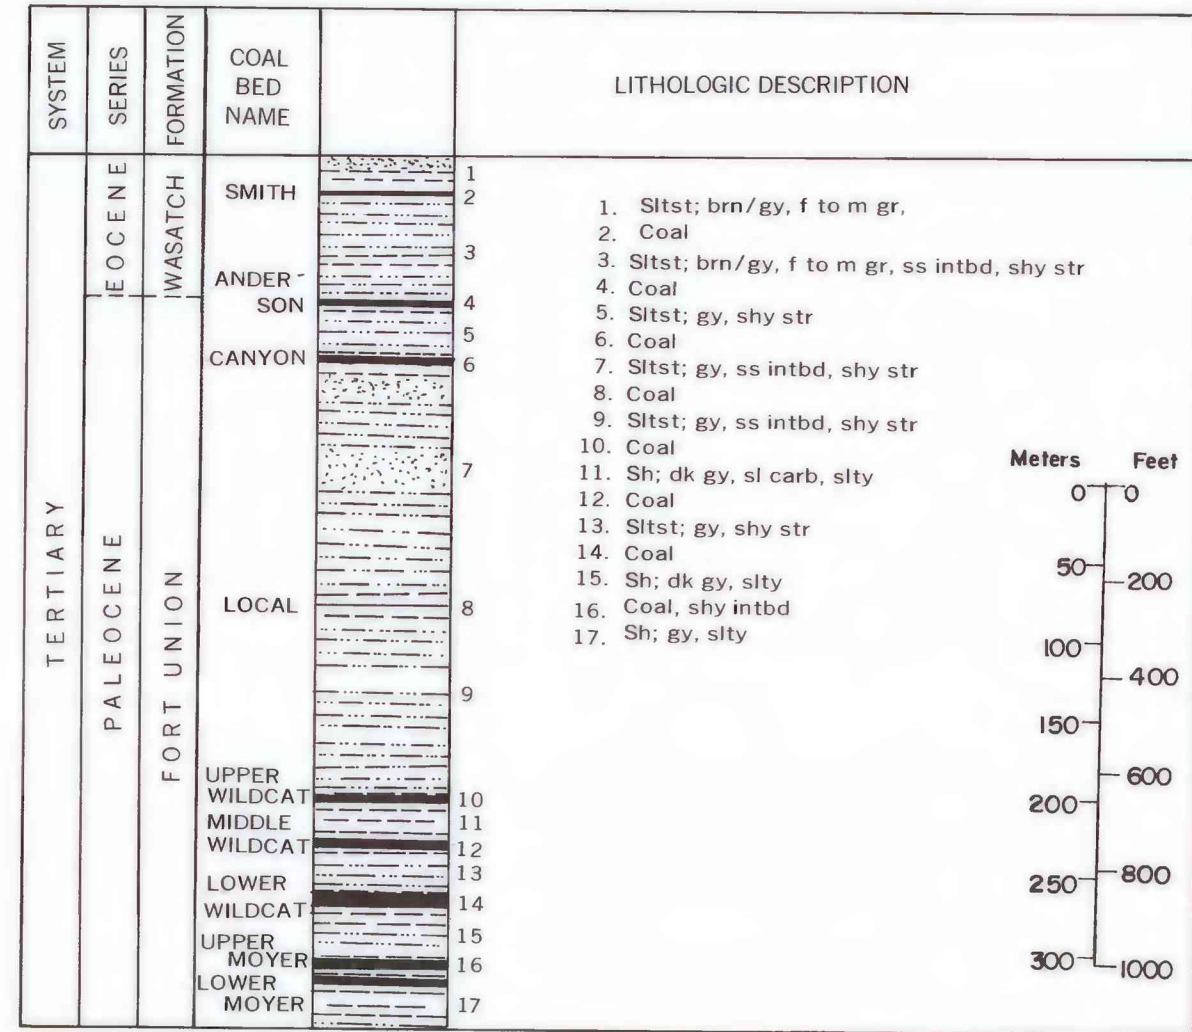 SYSTEM
SERIES
FORMATION
COAL
BED
NAME
LITHOLOGIC DESCRIPTION
TERTIARY
EOCENE
PALEOCENE
WASATCH
FORT UNION
SMITH
ANDER-
SON
CANYON
LOCAL
UPPER
WILDCAT
MIDDLE
WILDCAT
LOWER
WILDCAT
UPPER
MOYER
LOWER
MOYER
1
2
3
4
5
6
7
8
9
10
11
12
13
14
15
16
17
1. Sltst; brn/gy, f to m gr,
2. Coal
3. Sltst; brn/gy, f to m gr, ss intbd, shy str
4. Coal
5. Sltst; gy, shy str
6. Coal
7. Sltst; gy, ss intbd, shy str
8. Coal
9. Sltst; gy, ss intbd, shy str
10. Coal
11. Sh; dk gy, sl carb, slty
12. Coal
13. Sltst; gy, shy str
14. Coal
15. Sh; dk gy, slty
16. Coal, shy intbd
17. Sh; gy, slty
Meters Feet
0 0
50
200
100
400
150
600
200
800
250
300 1000